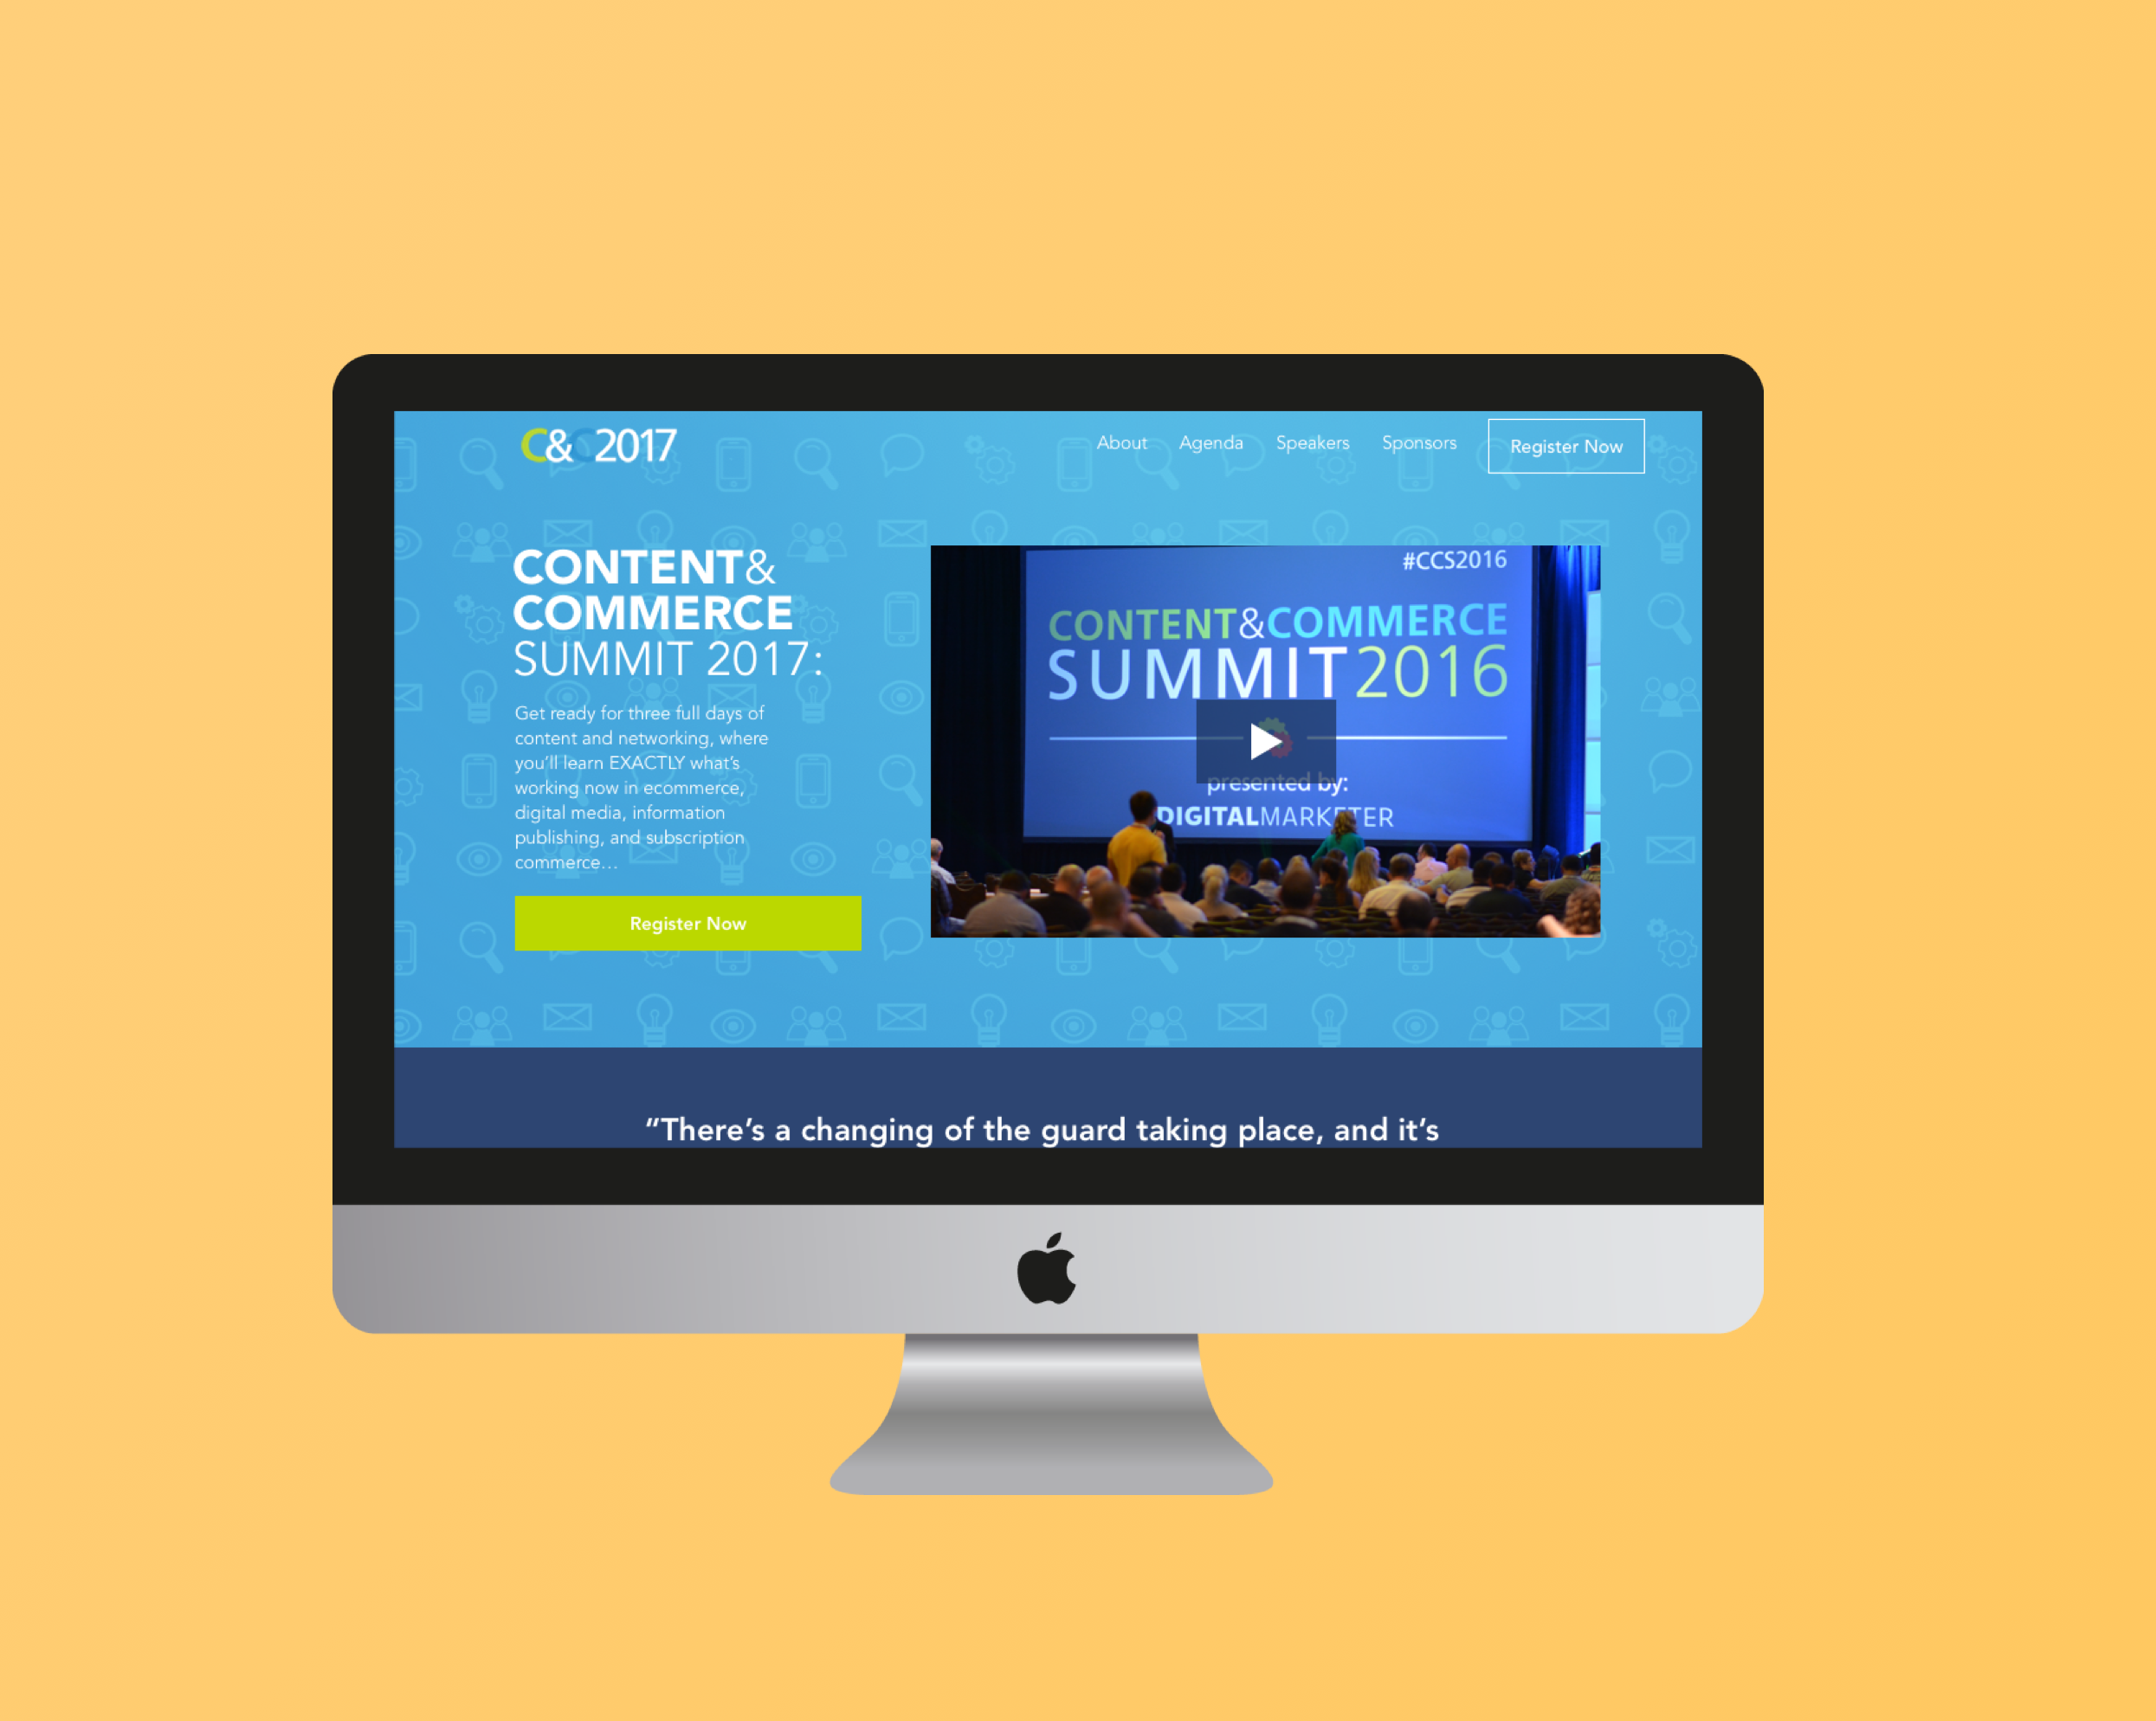 C&C 2017
About Agenda Speakers Sponsors Register Now
CONTENT&
COMMERCE
SUMMIT 2017:
Get ready for three full days of
content and networking, where
you'll learn EXACTLY what's
working now in ecommerce,
digital media, information
publishing, and subscription
commerce...
Register Now
#CCS2016
CONTENT&COMMERCE
SUMMIT2016
presented by:
DIGITALMARKETER
“There's a changing of the guard taking place, and it's